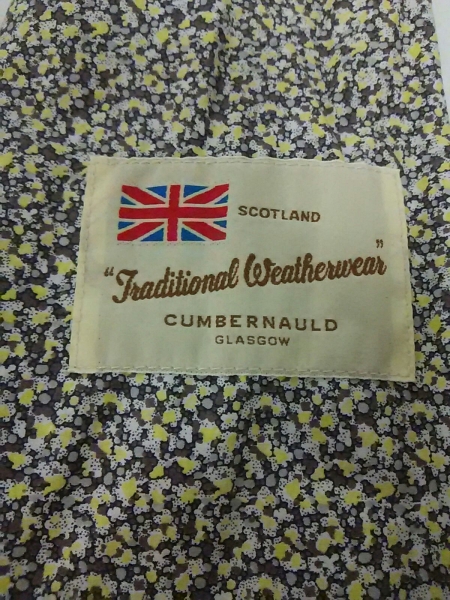 SCOTLAND
"Traditional Weatherwear"
CUMBERNAULD
GLASGOW